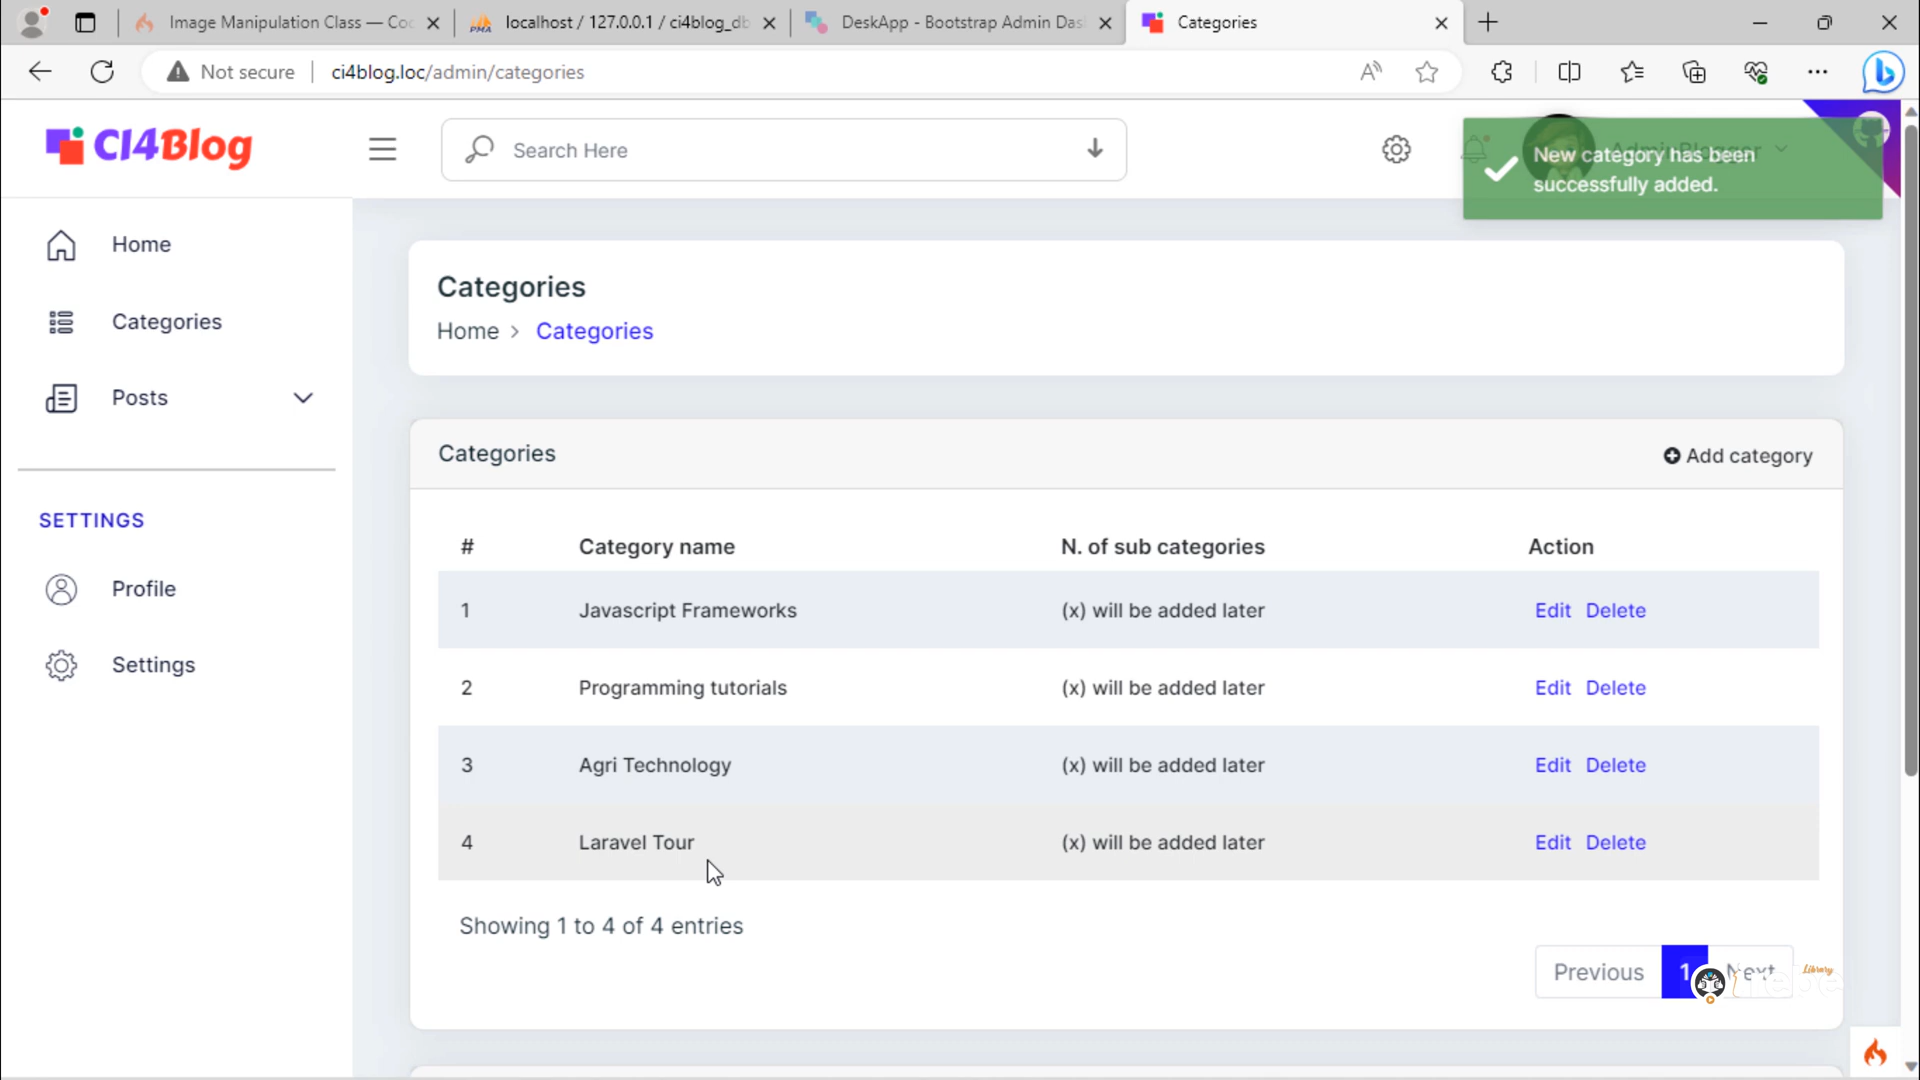 Image Manipulation Class — Coc
localhost / 127.0.0.1 / ci4blog_db
DeskApp - Bootstrap Admin Das
Categories
Not secure
ci4blog.loc/admin/categories
CI4Blog
Search Here
New category has been
successfully added.
Home
Categories
Posts
SETTINGS
Profile
Settings
Categories
Home > Categories
Categories
Add category
# Category name N. of sub categories Action
1 Javascript Frameworks (x) will be added later Edit Delete
2 Programming tutorials (x) will be added later Edit Delete
3 Agri Technology (x) will be added later Edit Delete
4 Laravel Tour (x) will be added later Edit Delete
Showing 1 to 4 of 4 entries
Previous 1 Next
Library